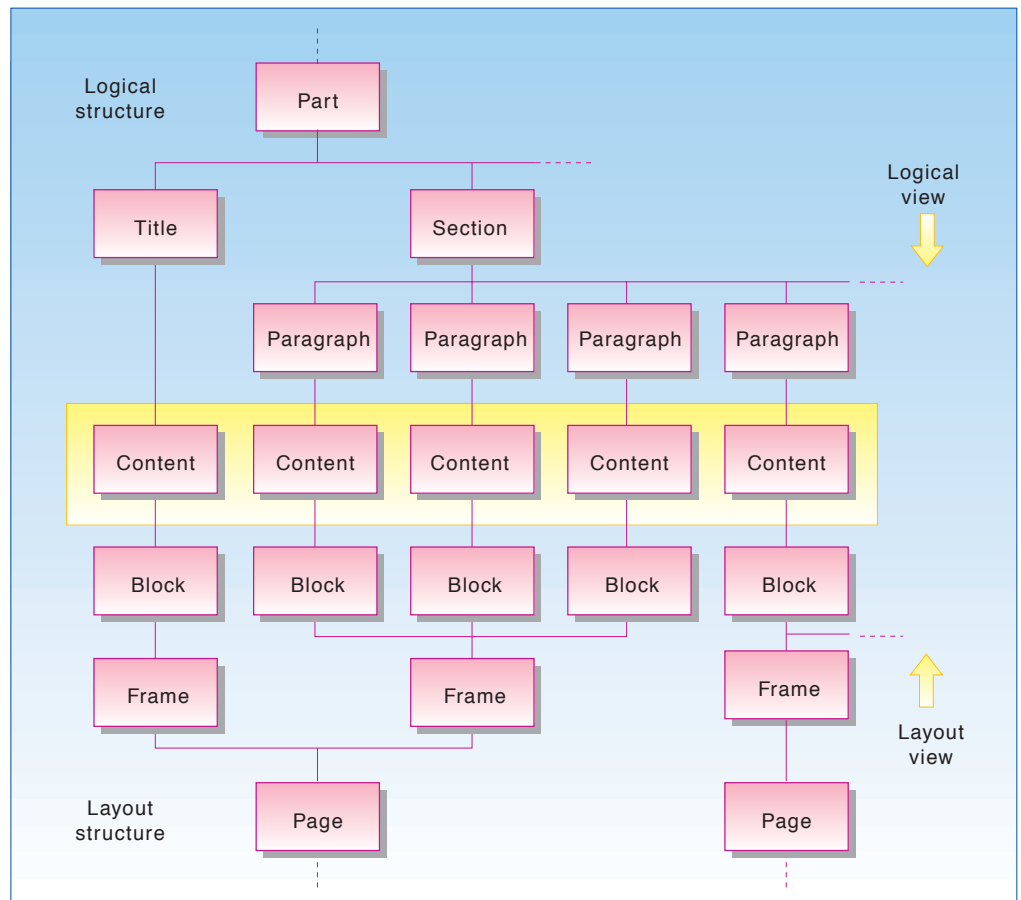 Logical
structure
Part
Logical
view
Title
Section
Paragraph
Paragraph
Paragraph
Paragraph
Content
Content
Content
Content
Content
Block
Block
Block
Block
Block
Frame
Frame
Frame
Layout
view
Layout
structure
Page
Page